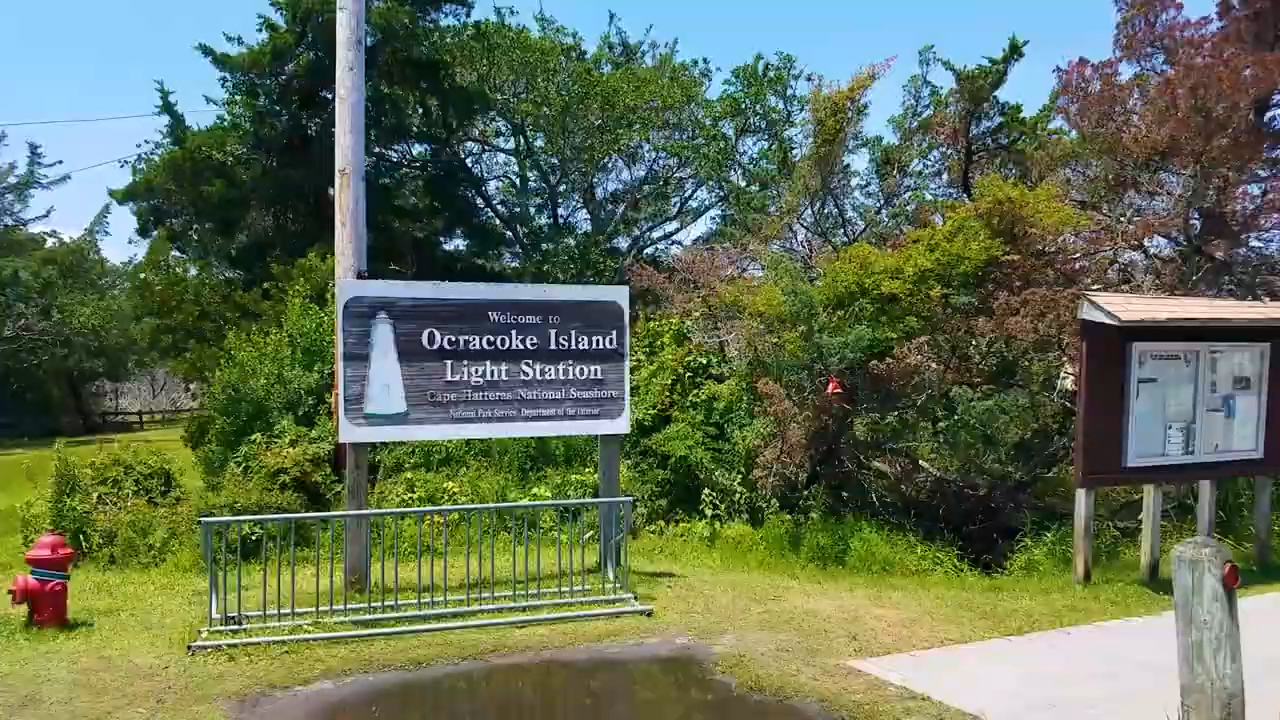 Welcome to
Ocracoke Island
Light Station
Cape Hatteras National Seashore
National Park Service Department of the Interior